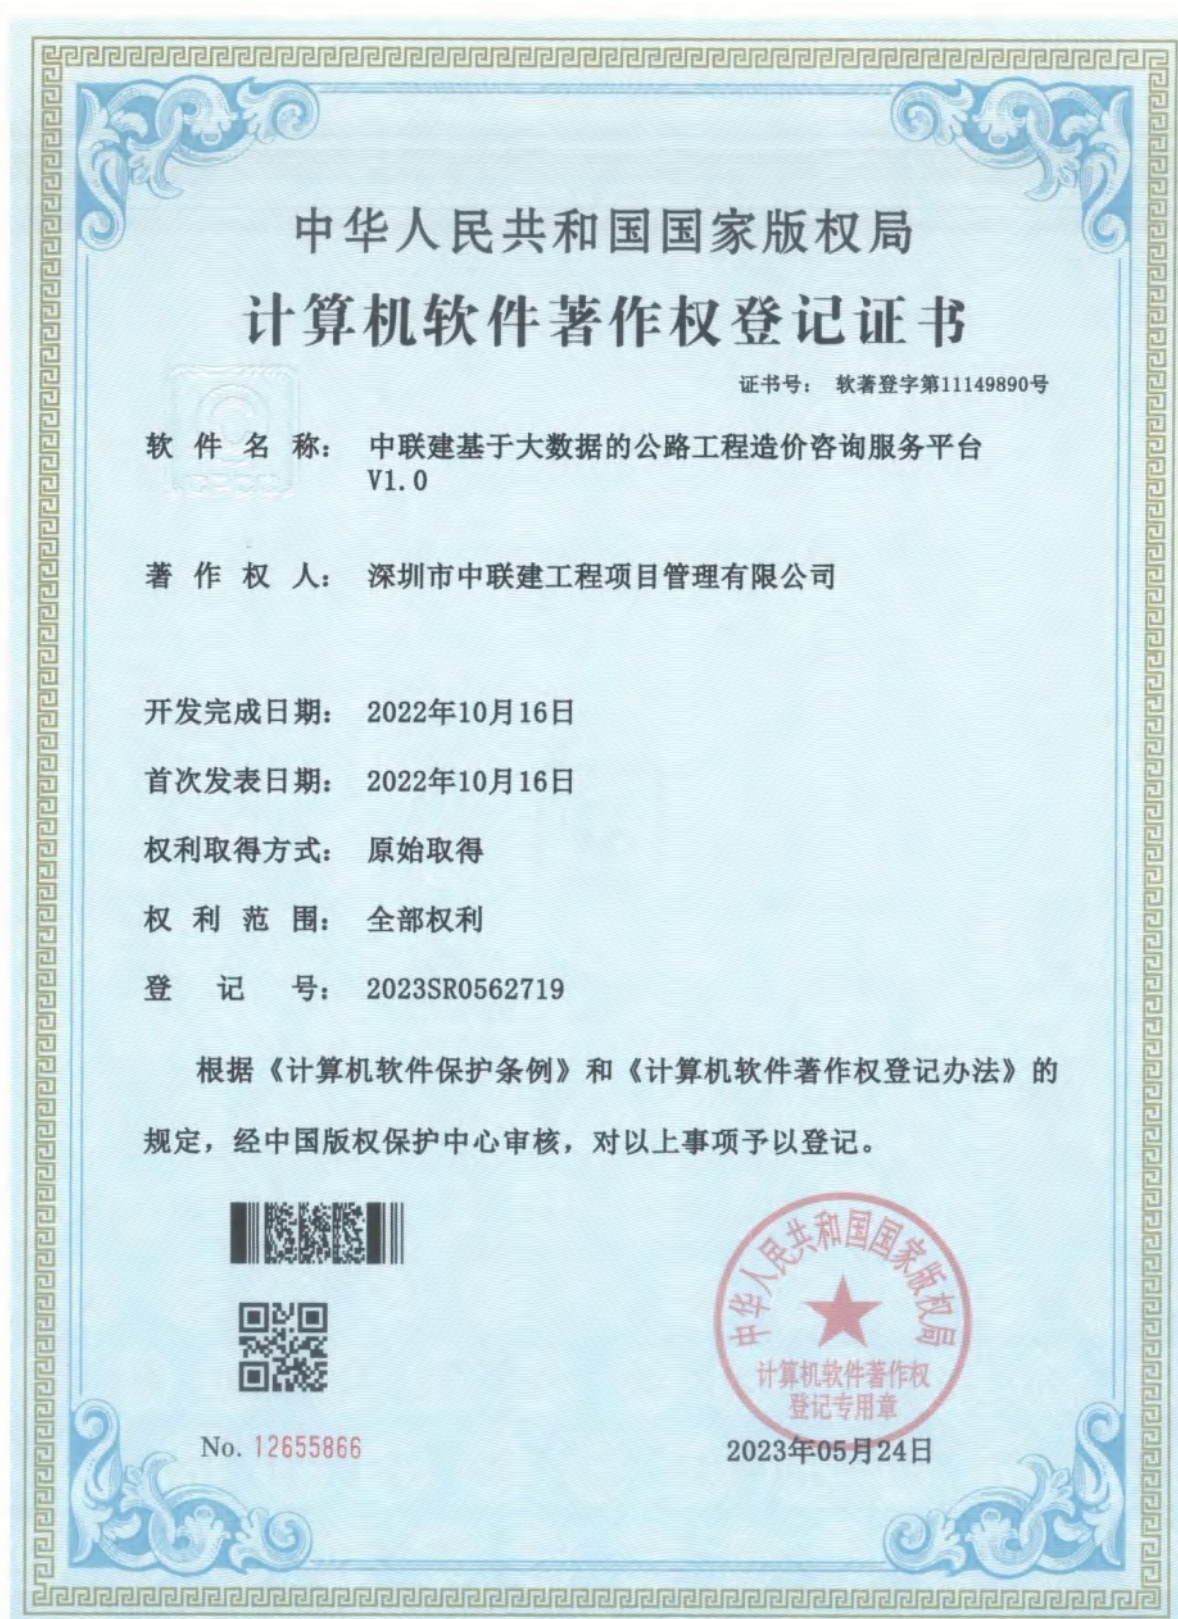 中华人民共和国国家版权局
计算机软件著作权登记证书
证书号： 软著登字第11149890号
软件名称： 中联建基于大数据的公路工程造价咨询服务平台
V1.0
著作权人： 深圳市中联建工程项目管理有限公司
开发完成日期： 2022年10月16日
首次发表日期： 2022年10月16日
权利取得方式： 原始取得
权利范围： 全部权利
登记号： 2023SR0562719
根据《计算机软件保护条例》和《计算机软件著作权登记办法》的
规定，经中国版权保护中心审核，对以上事项予以登记。
中华人民共和国国家版权局
计算机软件著作权
登记专用章
No. 12655866
2023年05月24日